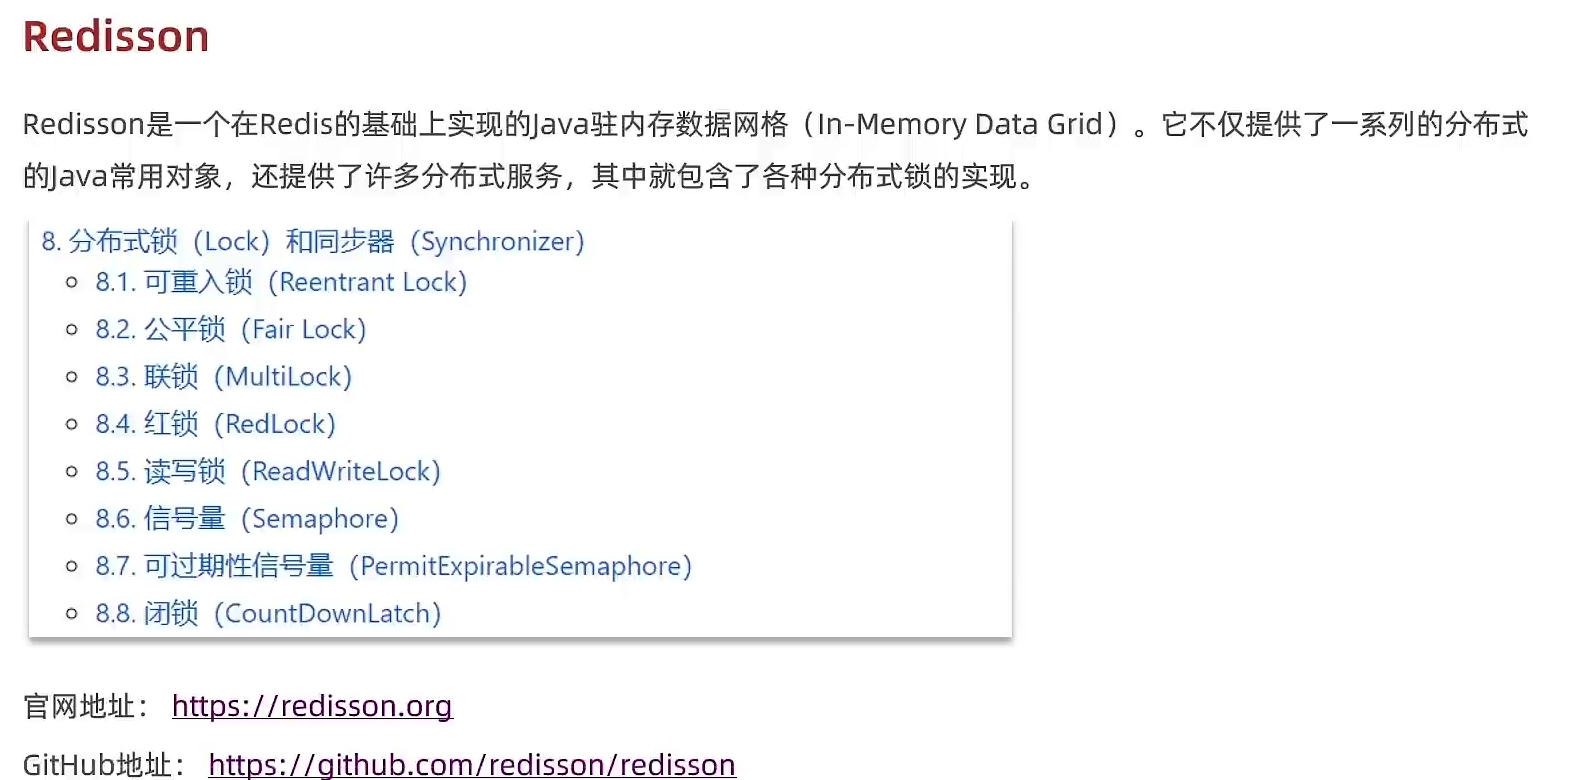 Redisson
Redisson是一个在Redis的基础上实现的Java驻内存数据网格（In-Memory Data Grid）。它不仅提供了一系列的分布式
的Java常用对象，还提供了许多分布式服务，其中就包含了各种分布式锁的实现。
8. 分布式锁（Lock）和同步器（Synchronizer）
8.1. 可重入锁（Reentrant Lock）
8.2. 公平锁（Fair Lock）
8.3. 联锁（MultiLock）
8.4. 红锁（RedLock）
8.5. 读写锁（ReadWriteLock）
8.6. 信号量（Semaphore）
8.7. 可过期性信号量（PermitExpirableSemaphore）
8.8. 闭锁（CountDownLatch）
官网地址： https://redisson.org
GitHub地址： https://github.com/redisson/redisson